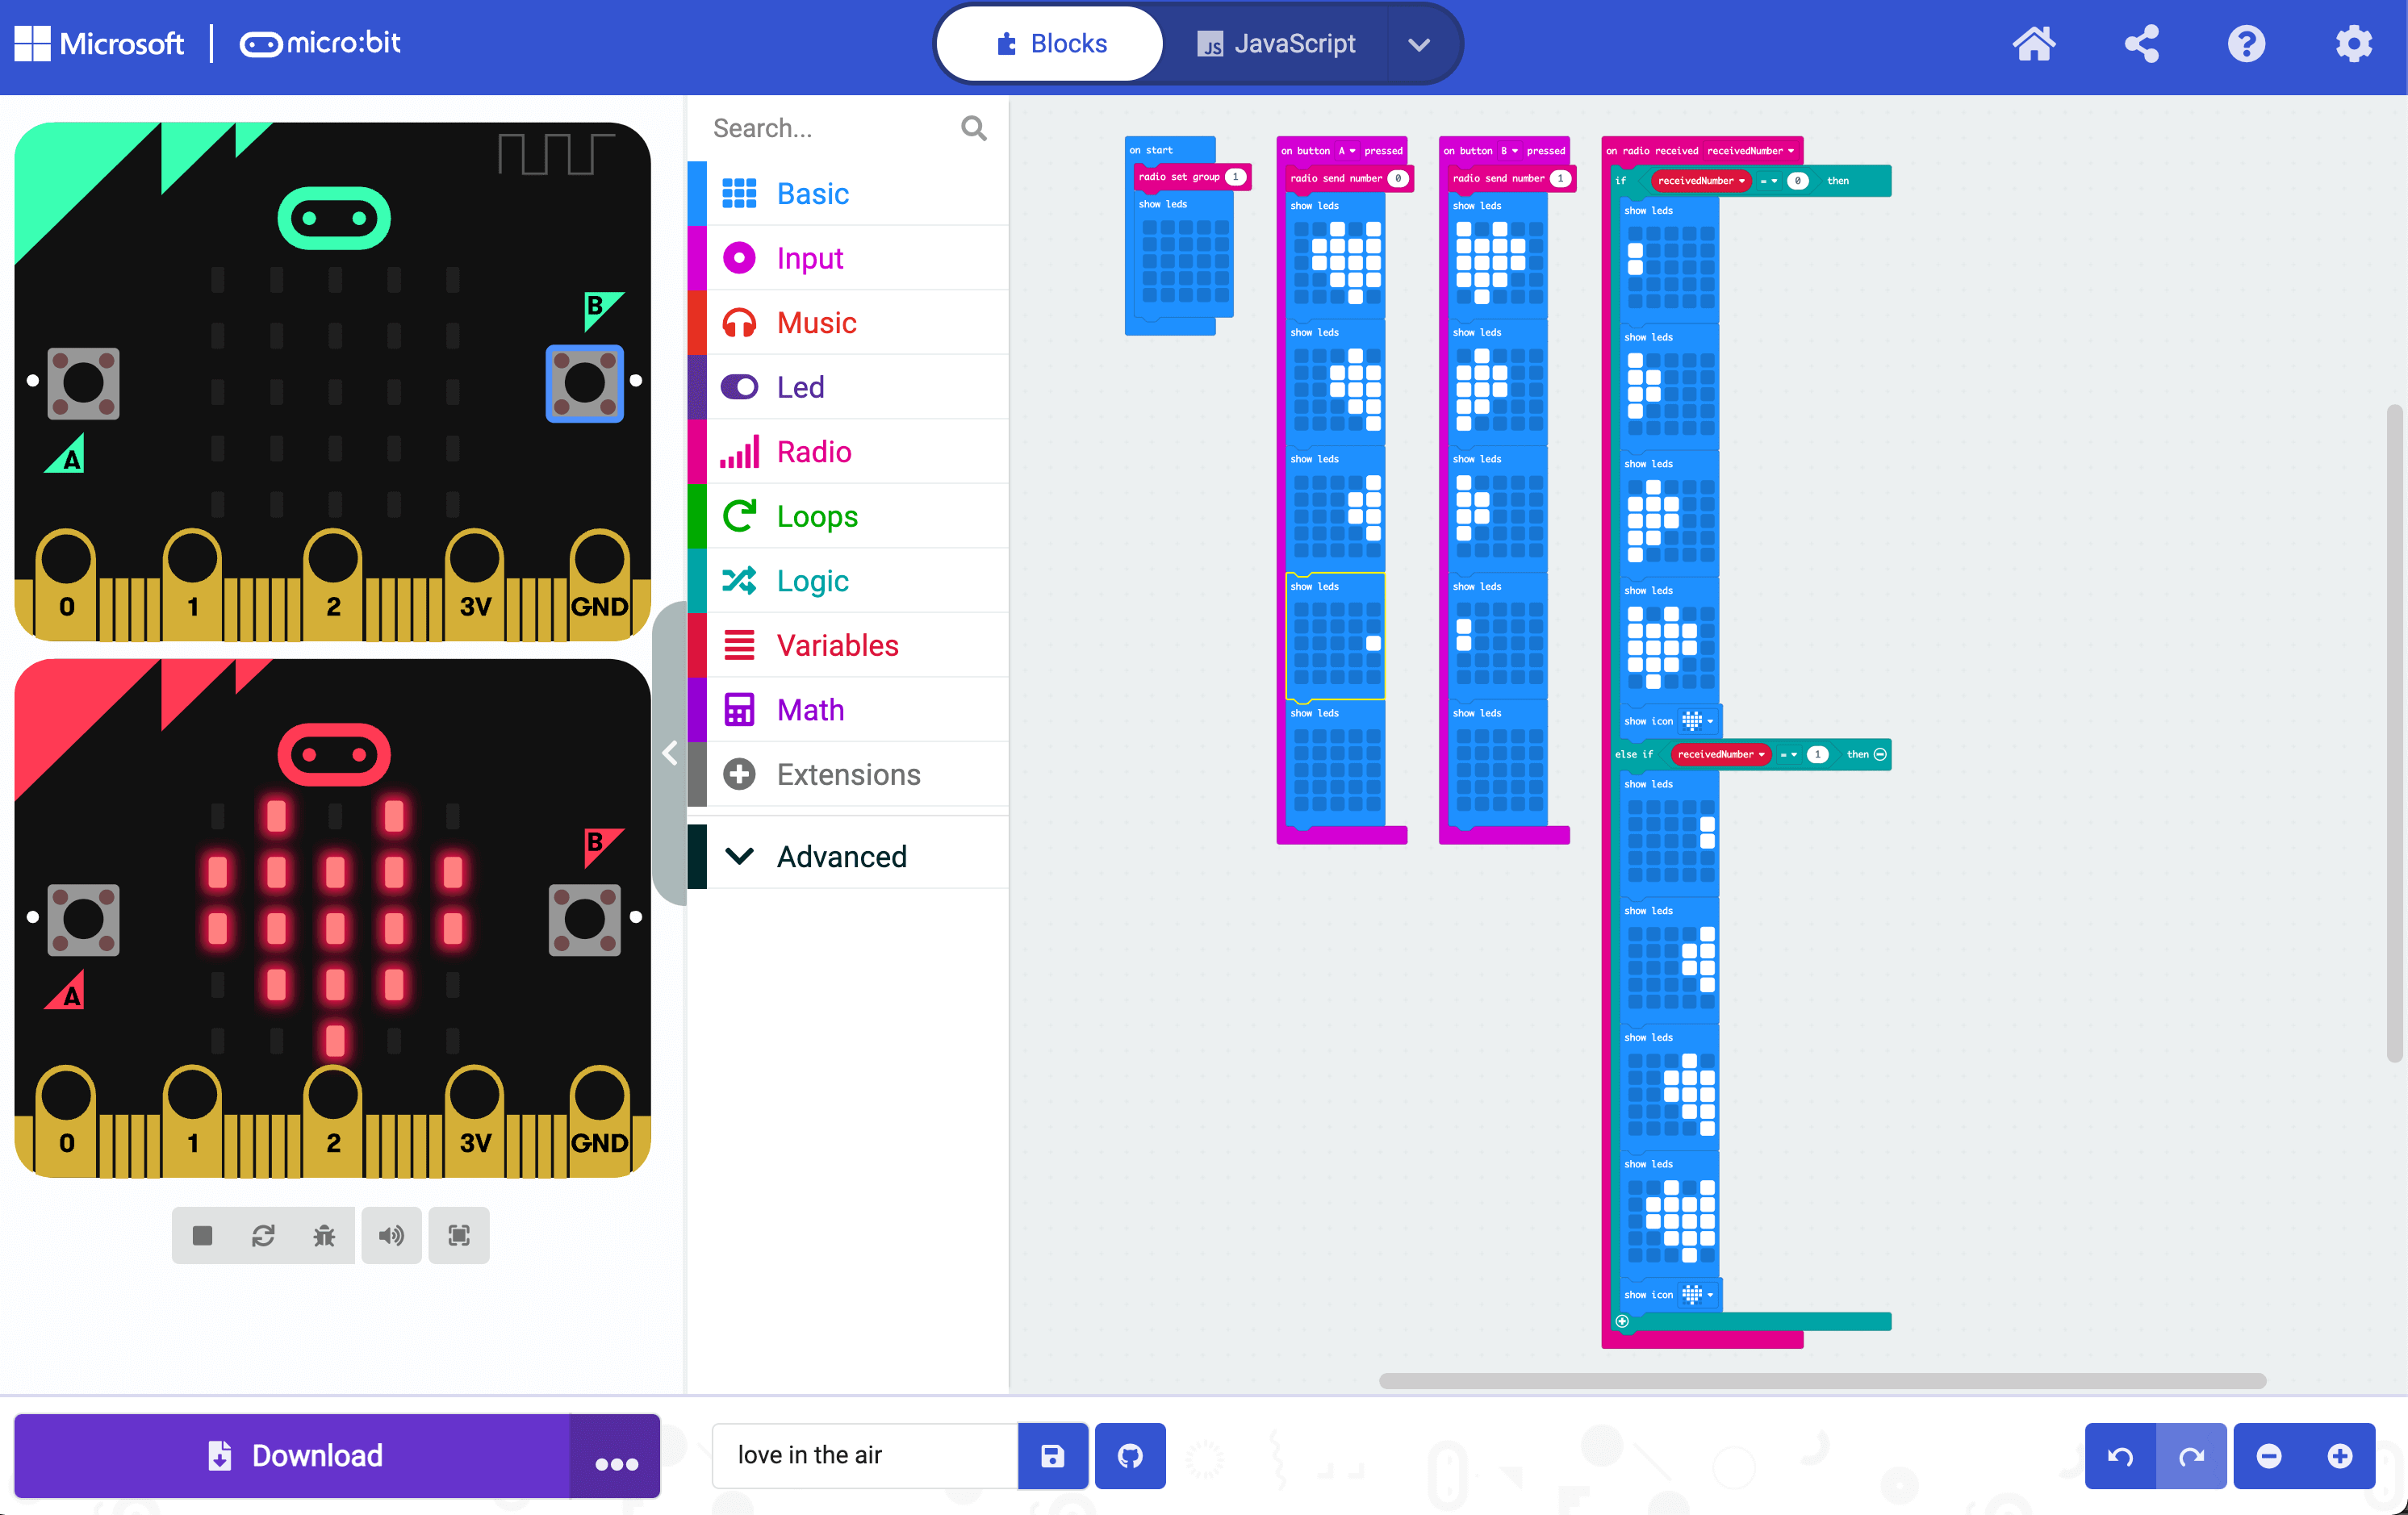 Microsoft | micro:bit
Blocks
JavaScript
JS
B
A
0 1 2 3V GND
B
A
0 1 2 3V GND
Download
Search...
Basic
Input
Music
Led
Radio
Loops
Logic
Variables
Math
Extensions
Advanced
on start
radio set group 1
show leds
on button A pressed
radio send number 0
show leds
show leds
show leds
show leds
show leds
on button B pressed
radio send number 1
show leds
show leds
show leds
show leds
show leds
on radio received receivedNumber
if receivedNumber = 0 then
show leds
show leds
show leds
show leds
show icon
else if receivedNumber = 1 then
show leds
show leds
show leds
show leds
show icon
love in the air